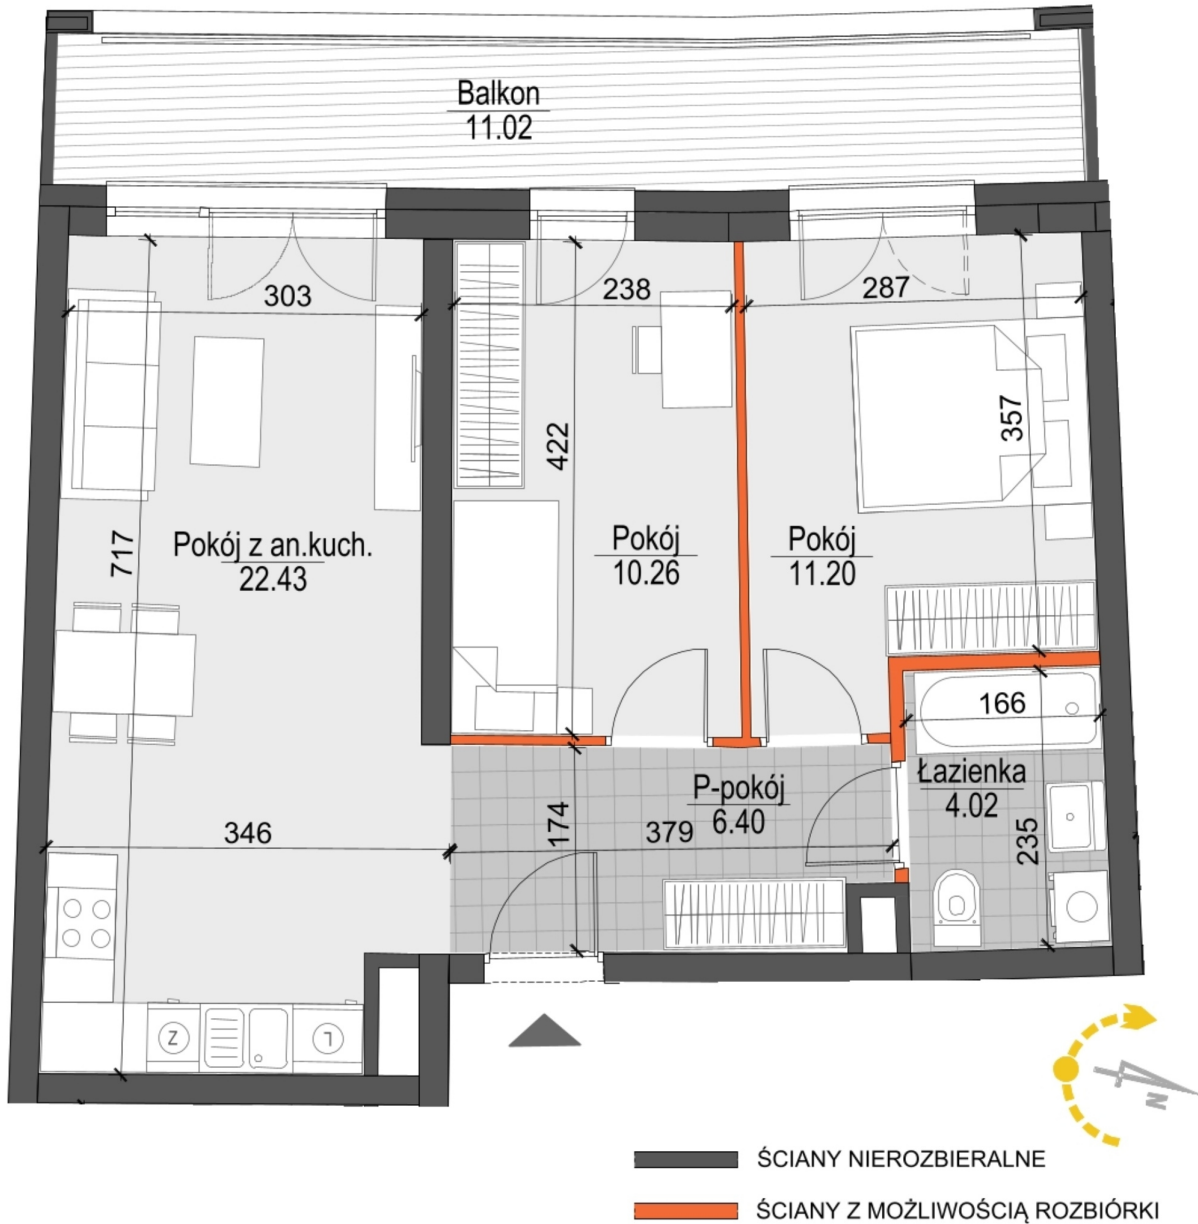 Balkon
11.02
303
238
287
422
357
717
Pokój z an.kuch.
22.43
Pokój
10.26
Pokój
11.20
166
Łazienka
4.02
P-pokój
6.40
346
174
379
235
Z
L
N
ŚCIANY NIEROZBIERALNE
ŚCIANY Z MOŻLIWOŚCIĄ ROZBIÓRKI